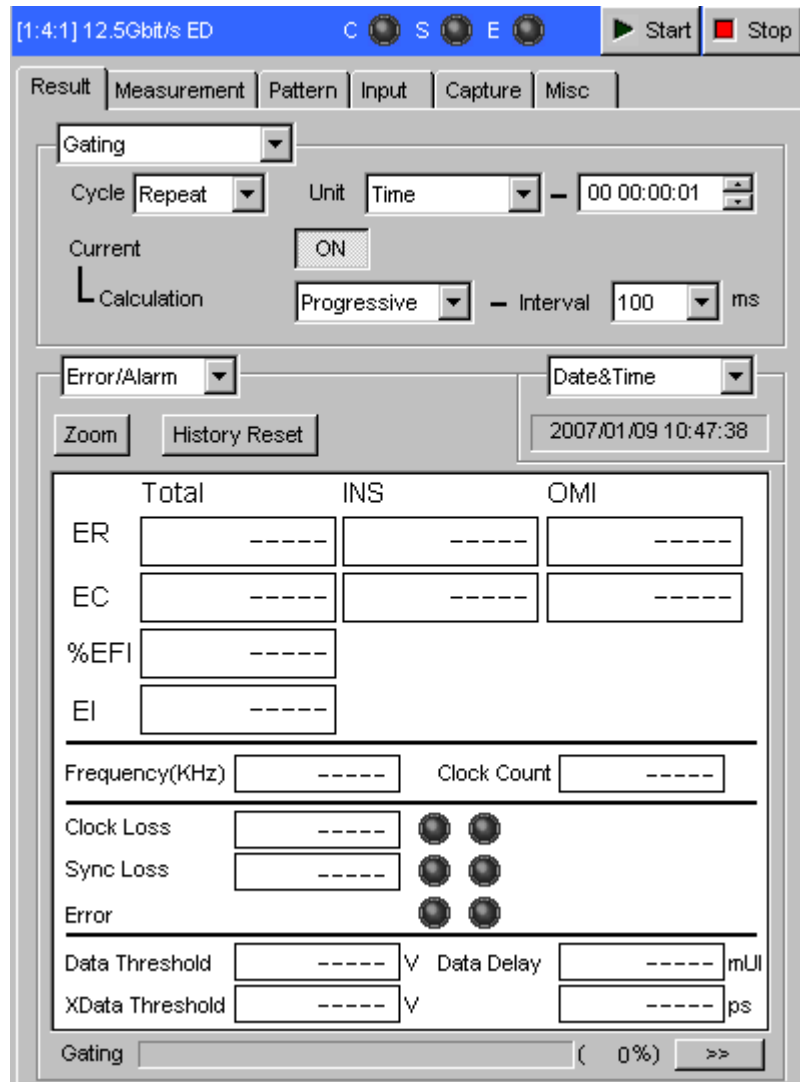 [1:4:1] 12.5Gbit/s ED C S E Start Stop
Result Measurement Pattern Input Capture Misc
Gating
Cycle Repeat Unit Time – 00 00:00:01
Current ON
Calculation Progressive – Interval 100 ms
Error/Alarm Date&Time
Zoom History Reset 2007/01/09 10:47:38
Total INS OMI
ER ----- ----- -----
EC ----- ----- -----
%EFI -----
EI -----
Frequency(KHz) ----- Clock Count -----
Clock Loss -----
Sync Loss -----
Error
Data Threshold ----- V Data Delay ----- mUI
XData Threshold ----- V ----- ps
Gating ( 0%) >>